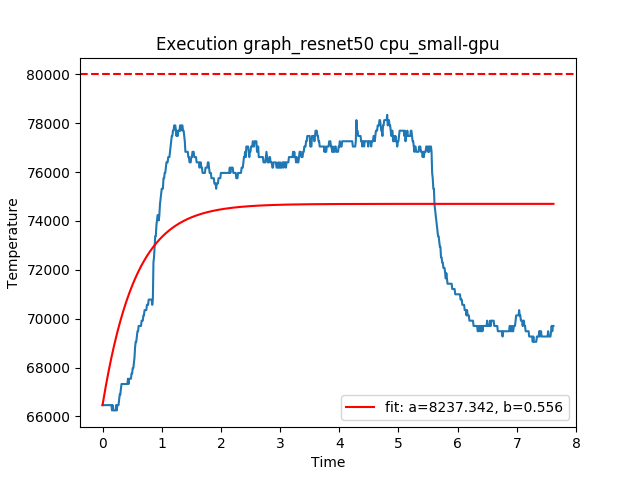 Execution graph_resnet50 cpu_small-gpu
80000
78000
76000
74000
72000
70000
68000
66000
Temperature
0 1 2 3 4 5 6 7 8
Time
fit: a=8237.342, b=0.556